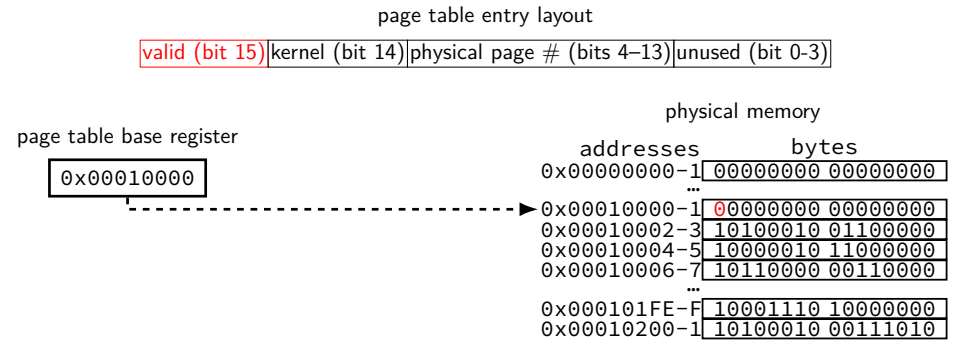 page table entry layout
valid (bit 15) kernel (bit 14) physical page # (bits 4–13) unused (bit 0-3)
physical memory
page table base register
addresses bytes
0x00010000
0x00000000-1 00000000 00000000
…
0x00010000-1 00000000 00000000
0x00010002-3 10100010 01100000
0x00010004-5 10000010 11000000
0x00010006-7 10110000 00110000
…
0x000101FE-F 10001110 10000000
0x00010200-1 10100010 00111010